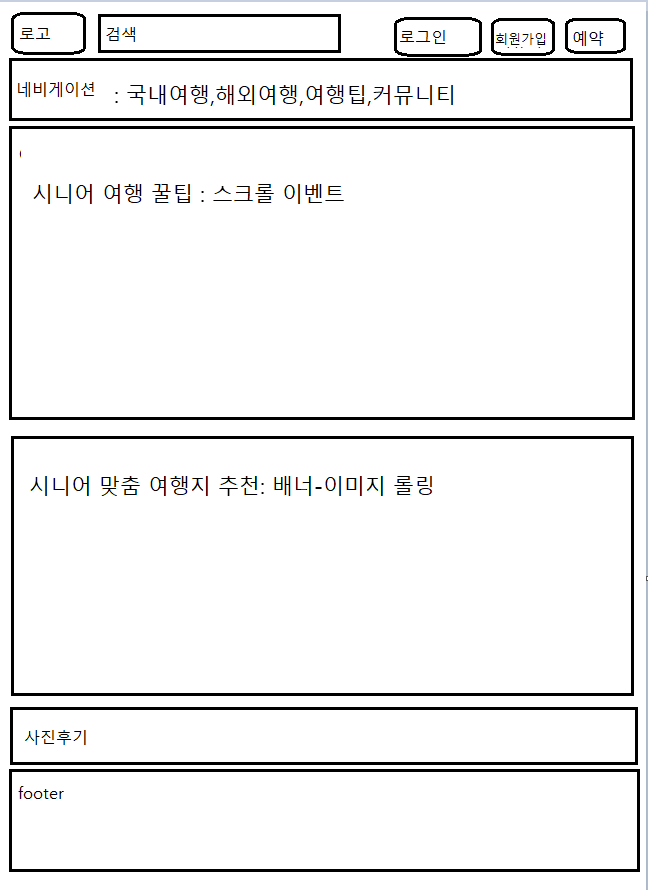 로고
검색
로그인
회원가입
예약
네비게이션 : 국내여행,해외여행,여행팁,커뮤니티
시니어 여행 꿀팁 : 스크롤 이벤트
시니어 맞춤 여행지 추천: 배너-이미지 롤링
사진후기
footer